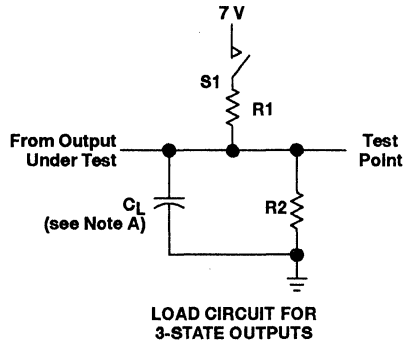 7 V
S1
R1
From Output
Under Test
Test
Point
CL
(see Note A)
R2
LOAD CIRCUIT FOR
3-STATE OUTPUTS